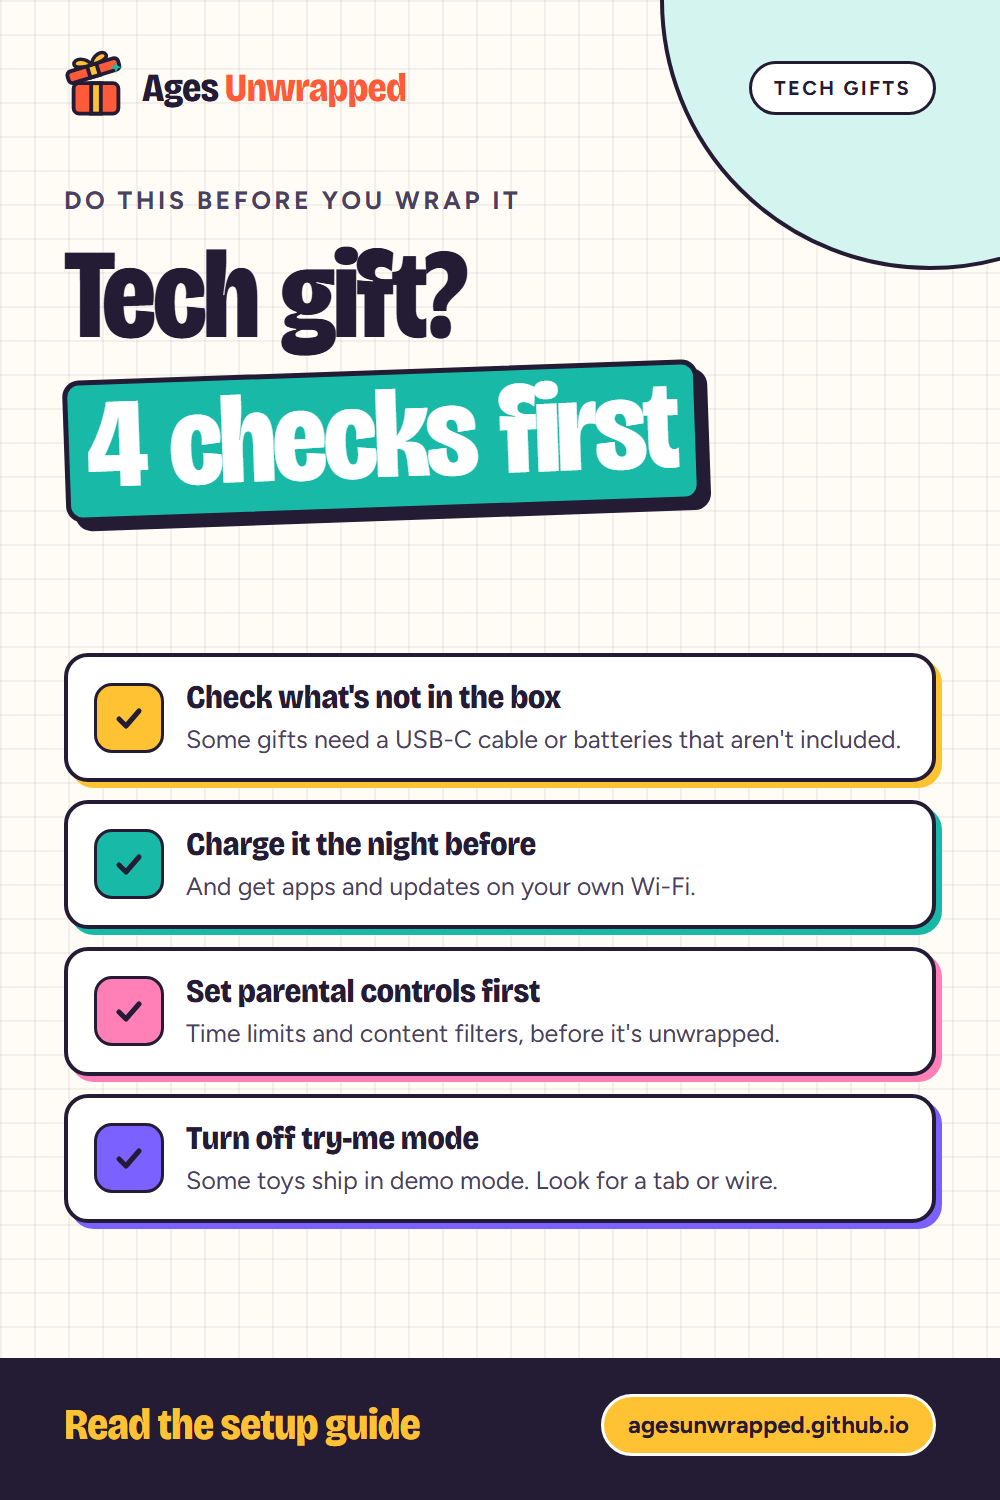 Ages Unwrapped
TECH GIFTS
DO THIS BEFORE YOU WRAP IT
Tech gift?
4 checks first
Check what's not in the box
Some gifts need a USB-C cable or batteries that aren't included.
Charge it the night before
And get apps and updates on your own Wi-Fi.
Set parental controls first
Time limits and content filters, before it's unwrapped.
Turn off try-me mode
Some toys ship in demo mode. Look for a tab or wire.
Read the setup guide
agesunwrapped.github.io